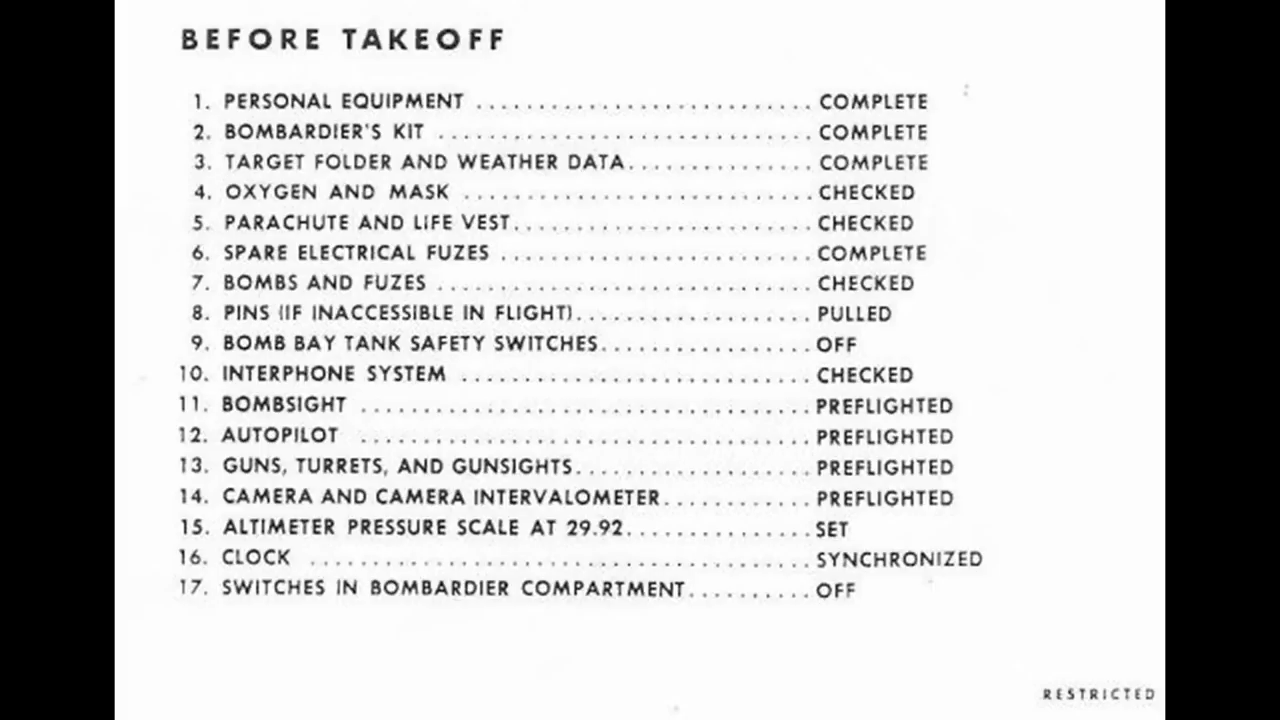 BEFORE TAKEOFF
1. PERSONAL EQUIPMENT ............................ COMPLETE
2. BOMBARDIER'S KIT ............................... COMPLETE
3. TARGET FOLDER AND WEATHER DATA............... COMPLETE
4. OXYGEN AND MASK ............................. CHECKED
5. PARACHUTE AND LIFE VEST......................... CHECKED
6. SPARE ELECTRICAL FUZES .......................... COMPLETE
7. BOMBS AND FUZES ............................... CHECKED
8. PINS (IF INACCESSIBLE IN FLIGHT).................... PULLED
9. BOMB BAY TANK SAFETY SWITCHES.................. OFF
10. INTERPHONE SYSTEM ............................. CHECKED
11. BOMBSIGHT ..................................... PREFLIGHTED
12. AUTOPILOT ..................................... PREFLIGHTED
13. GUNS, TURRETS, AND GUNSIGHTS.................... PREFLIGHTED
14. CAMERA AND CAMERA INTERVALOMETER............ PREFLIGHTED
15. ALTIMETER PRESSURE SCALE AT 29.92................ SET
16. CLOCK ......................................... SYNCHRONIZED
17. SWITCHES IN BOMBARDIER COMPARTMENT.......... OFF
RESTRICTED